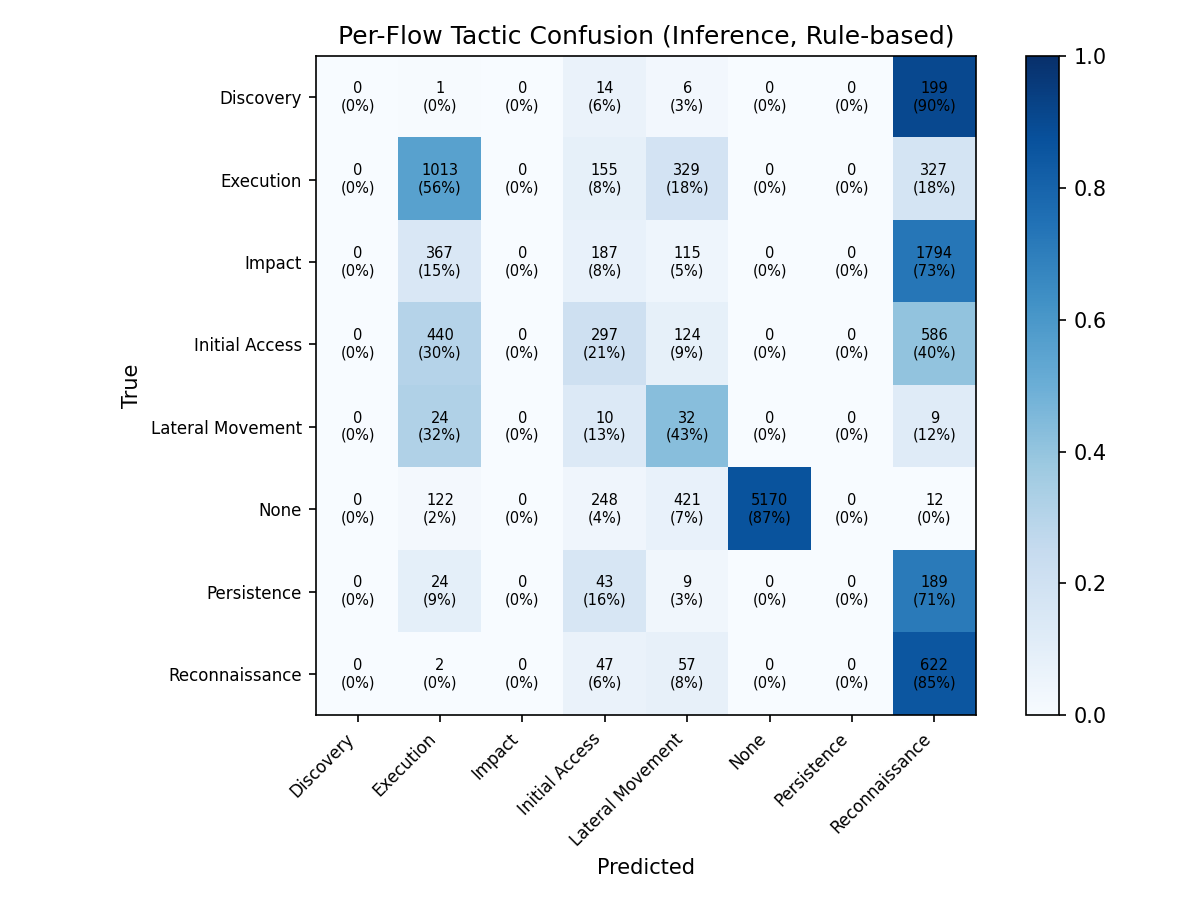 Per-Flow Tactic Confusion (Inference, Rule-based)
Discovery 0 1 0 14 6 0 0 199
(0%) (0%) (0%) (6%) (3%) (0%) (0%) (90%)
Execution 0 1013 0 155 329 0 0 327
(0%) (56%) (0%) (8%) (18%) (0%) (0%) (18%)
Impact 0 367 0 187 115 0 0 1794
(0%) (15%) (0%) (8%) (5%) (0%) (0%) (73%)
Initial Access 0 440 0 297 124 0 0 586
(0%) (30%) (0%) (21%) (9%) (0%) (0%) (40%)
Lateral Movement 0 24 0 10 32 0 0 9
(0%) (32%) (0%) (13%) (43%) (0%) (0%) (12%)
None 0 122 0 248 421 5170 0 12
(0%) (2%) (0%) (4%) (7%) (87%) (0%) (0%)
Persistence 0 24 0 43 9 0 0 189
(0%) (9%) (0%) (16%) (3%) (0%) (0%) (71%)
Reconnaissance 0 2 0 47 57 0 0 622
(0%) (0%) (0%) (6%) (8%) (0%) (0%) (85%)
True
Discovery
Execution
Impact
Initial Access
Lateral Movement
None
Persistence
Reconnaissance
Predicted
1.0
0.8
0.6
0.4
0.2
0.0